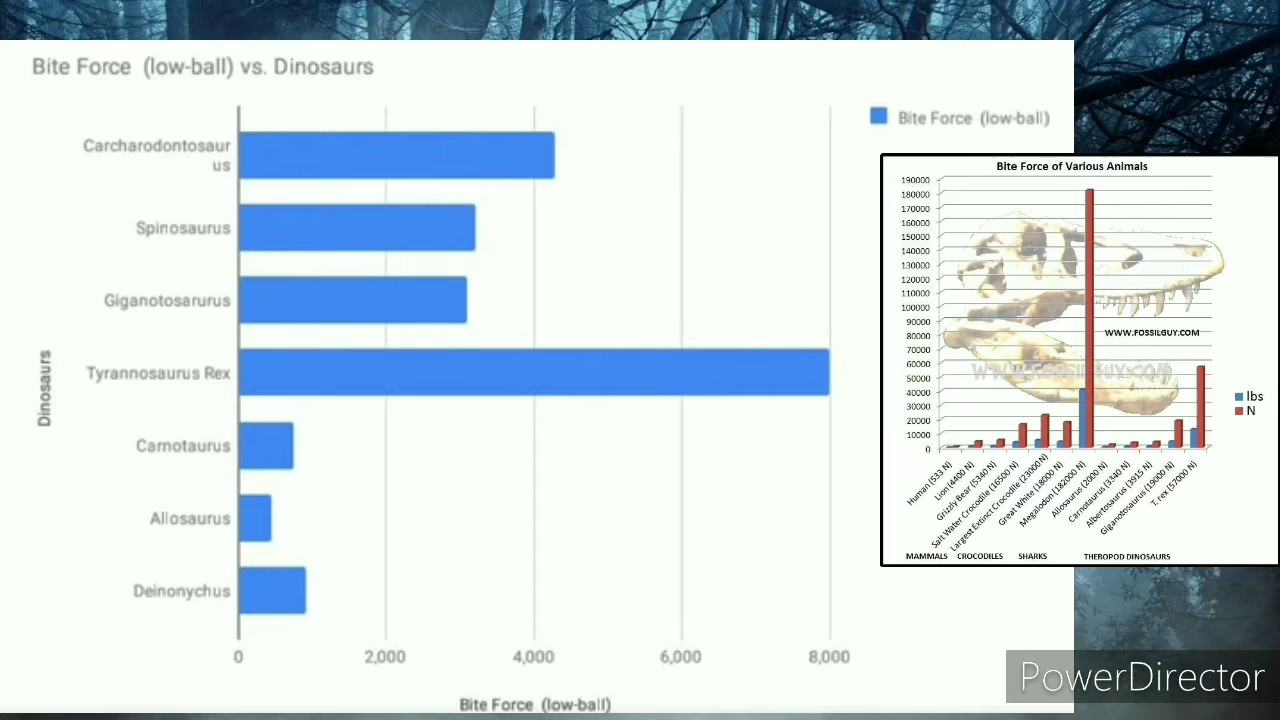 Bite Force (low-ball) vs. Dinosaurs
Bite Force (low-ball)
Carcharodontosaur
us
Spinosaurus
Giganotosarurus
Tyrannosaurus Rex
Carnotaurus
Allosaurus
Deinonychus
Dinosaurs
0
2,000
4,000
6,000
8,000
Bite Force (low-ball)
Bite Force of Various Animals
190000
180000
170000
160000
150000
140000
130000
120000
110000
100000
90000
80000
70000
60000
50000
40000
30000
20000
10000
0
WWW.FOSSILGUY.COM
WWW.FOSSILGUY.COM
lbs
N
Human (533 N)
Lion (4400 N)
Grizzly Bear (5340 N)
Salt Water Crocodile (16500 N)
Largest Extinct Crocodile (23000N)
Great White (18000 N)
Megalodon (182000 N)
Allosaurus (2000 N)
Carnotaurus (3340 N)
Albertosaurus (3915 N)
Giganotosaurus (19000 N)
T. rex (57000 N)
MAMMALS CROCODILES SHARKS THEROPOD DINOSAURS
PowerDirector